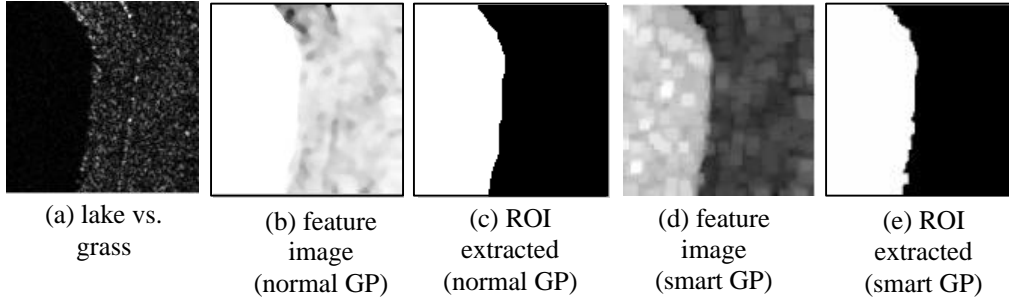 (a) lake vs.
grass
(b) feature
image
(normal GP)
(c) ROI
extracted
(normal GP)
(d) feature
image
(smart GP)
(e) ROI
extracted
(smart GP)